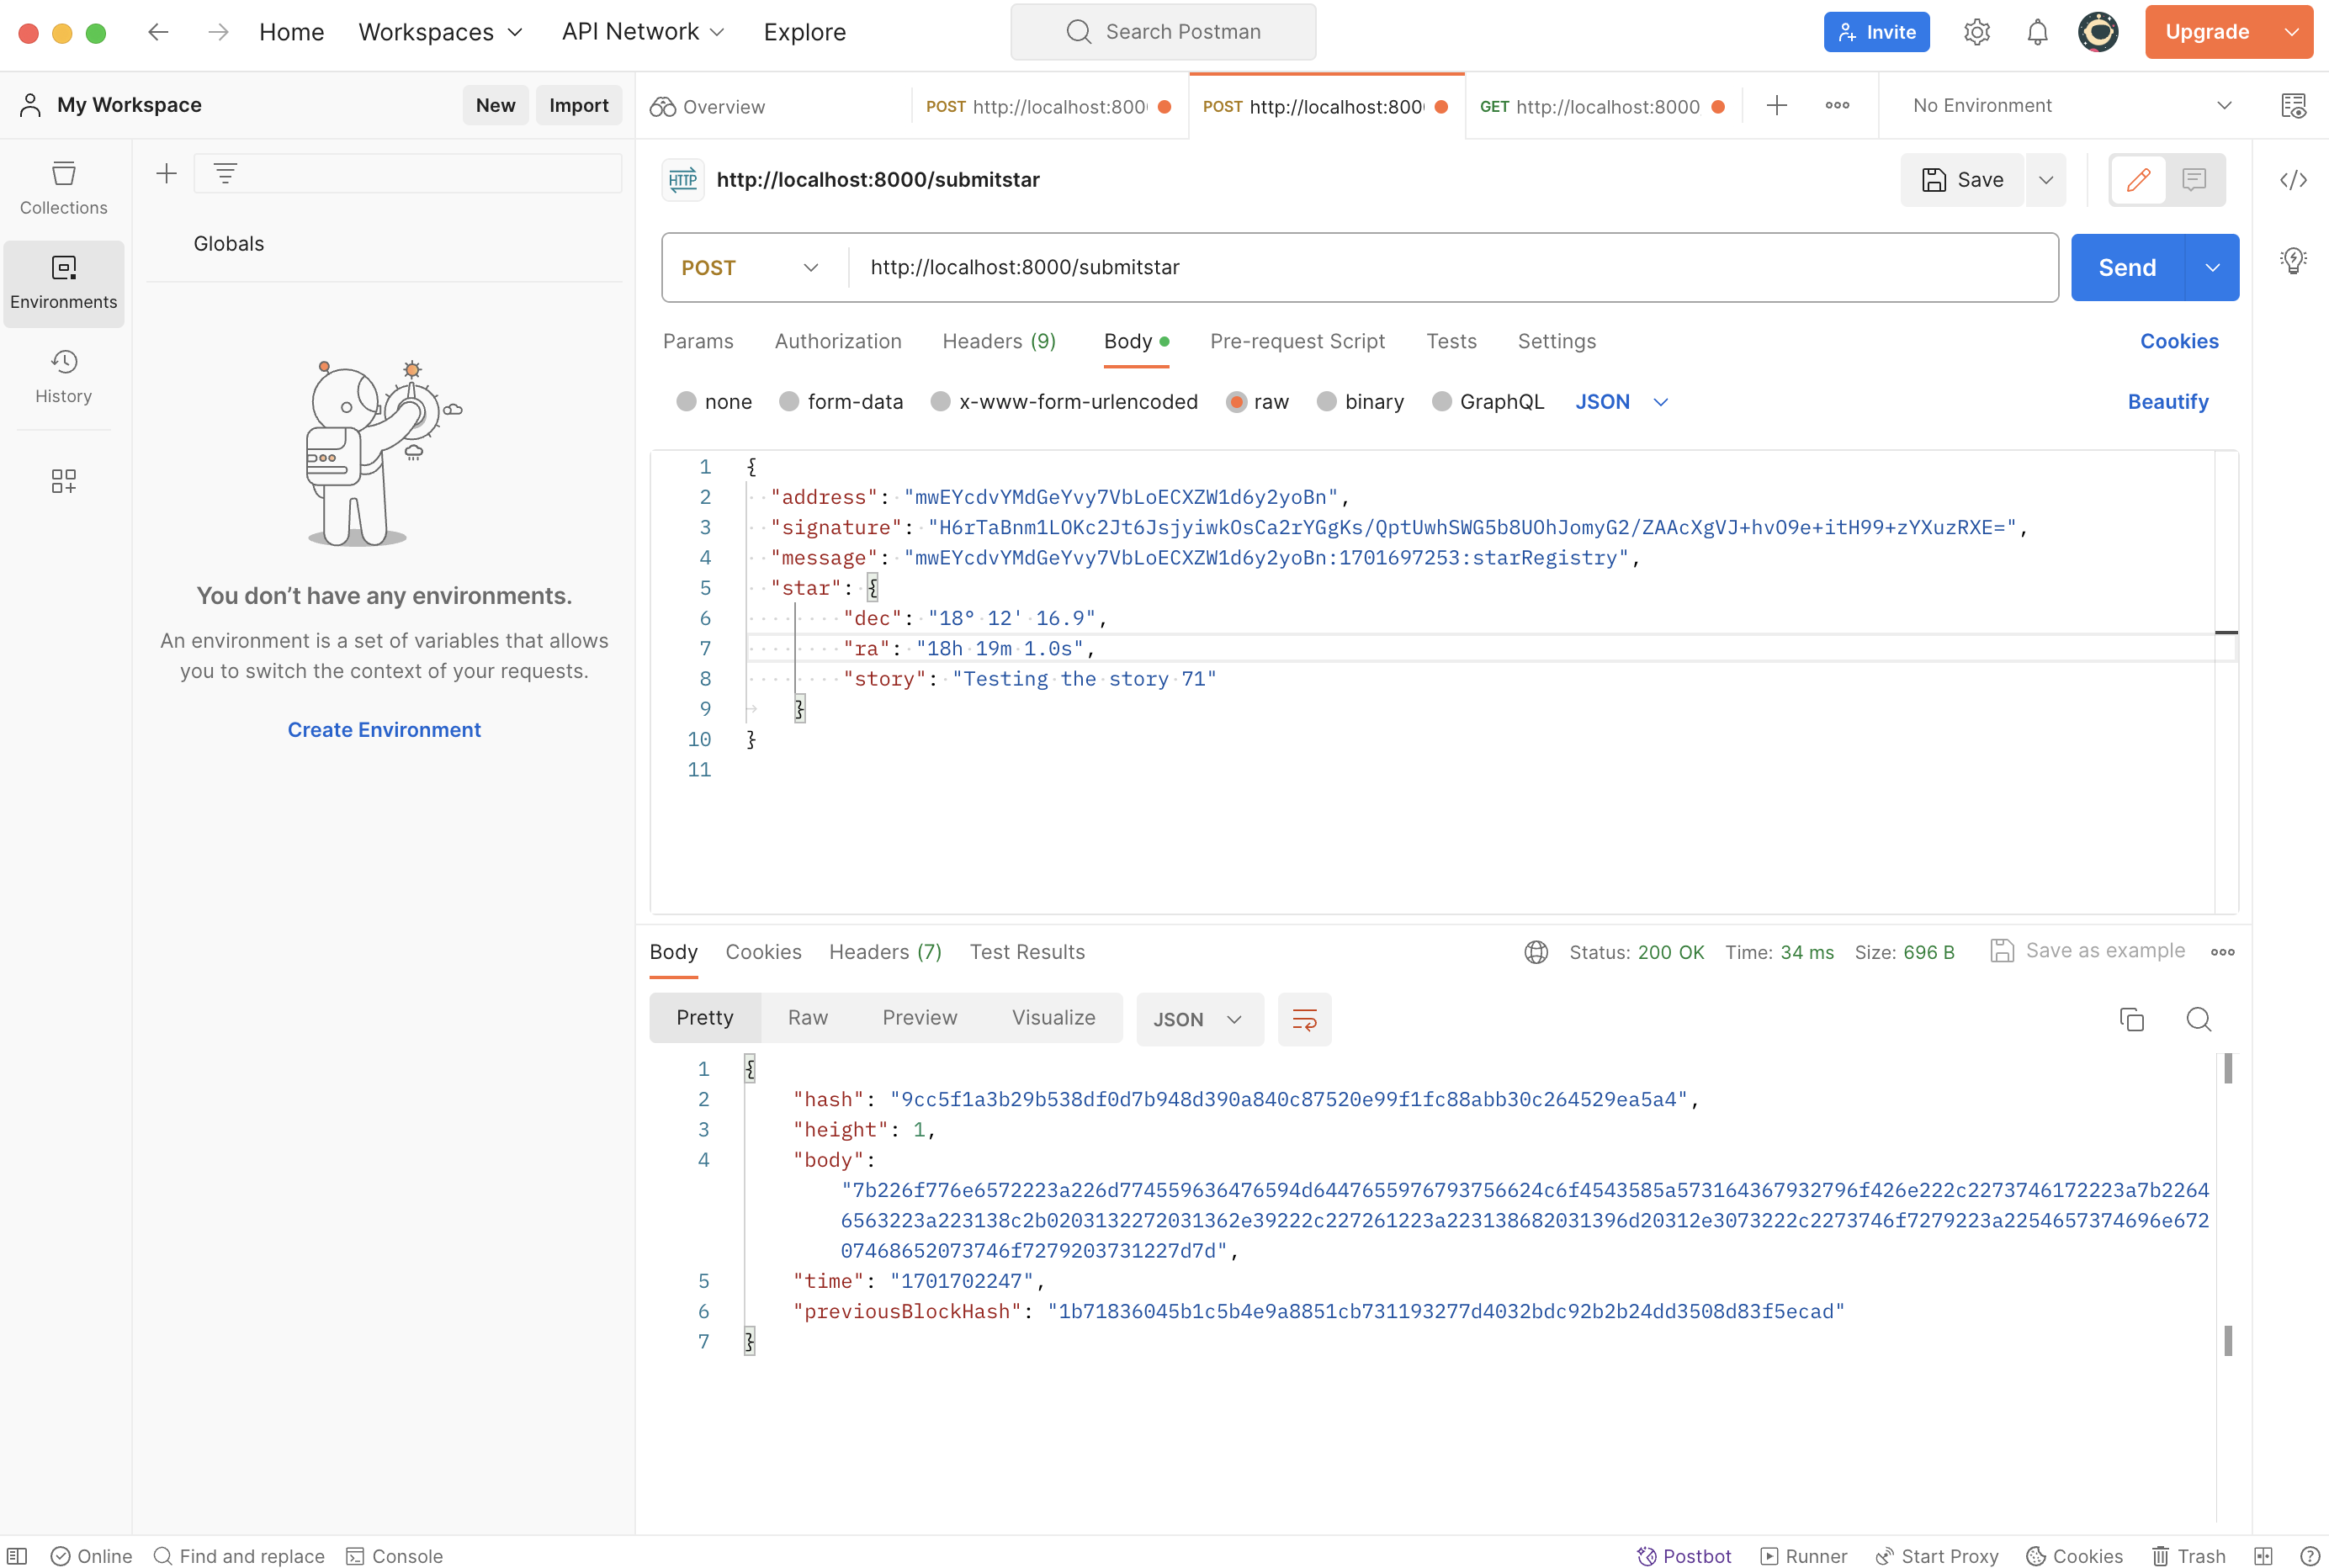 Home Workspaces API Network Explore Search Postman Invite Upgrade
My Workspace New Import
Overview POST http://localhost:800 POST http://localhost:800 GET http://localhost:8000 No Environment
Collections
Environments
History
Globals
You don’t have any environments.
An environment is a set of variables that allows
you to switch the context of your requests.
Create Environment
HTTP http://localhost:8000/submitstar Save
POST http://localhost:8000/submitstar Send
Params Authorization Headers (9) Body Pre-request Script Tests Settings Cookies
none form-data x-www-form-urlencoded raw binary GraphQL JSON Beautify
1 {
2 "address": "mwEYcdvYMdGeYvy7VbLoECXZW1d6y2yoBn",
3 "signature": "H6rTaBnm1LOKc2Jt6JsjyiwkOsCa2rYGgKs/QptUwhSWG5b8UOhJomyG2/ZAAcXgVJ+hvO9e+itH99+zYXuzRXE=",
4 "message": "mwEYcdvYMdGeYvy7VbLoECXZW1d6y2yoBn:1701697253:starRegistry",
5 "star": {
6 "dec": "18° 12' 16.9",
7 "ra": "18h 19m 1.0s",
8 "story": "Testing the story 71"
9 }
10 }
11
Body Cookies Headers (7) Test Results Status: 200 OK Time: 34 ms Size: 696 B Save as example
Pretty Raw Preview Visualize JSON
1 {
2 "hash": "9cc5f1a3b29b538df0d7b948d390a840c87520e99f1fc88abb30c264529ea5a4",
3 "height": 1,
4 "body":
"7b226f776e6572223a226d774559636476594d6447655976793756624c6f4543585a573164367932796f426e222c2273746172223a7b2264
6563223a223138c2b0203132272031362e39222c227261223a223138682031396d20312e3073222c2273746f7279223a2254657374696e672
07468652073746f7279203731227d7d",
5 "time": "1701702247",
6 "previousBlockHash": "1b71836045b1c5b4e9a8851cb731193277d4032bdc92b2b24dd3508d83f5ecad"
7 }
Online Find and replace Console Postbot Runner Start Proxy Cookies Trash